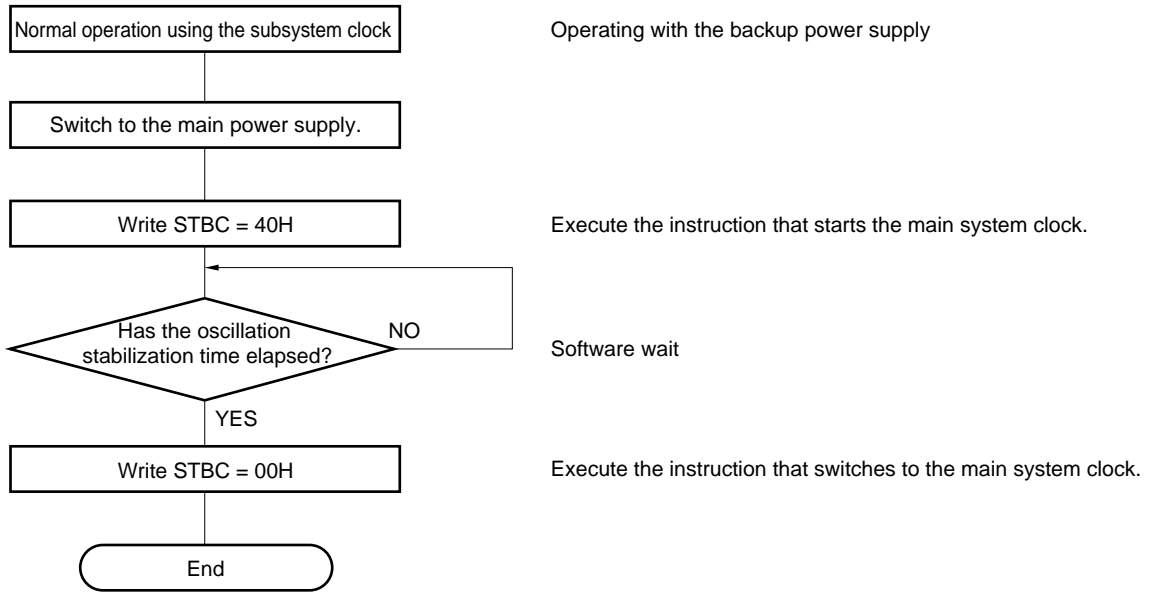 Normal operation using the subsystem clock
Operating with the backup power supply
Switch to the main power supply.
Write STBC = 40H
Execute the instruction that starts the main system clock.
Has the oscillation
stabilization time elapsed?
NO
Software wait
YES
Write STBC = 00H
Execute the instruction that switches to the main system clock.
End